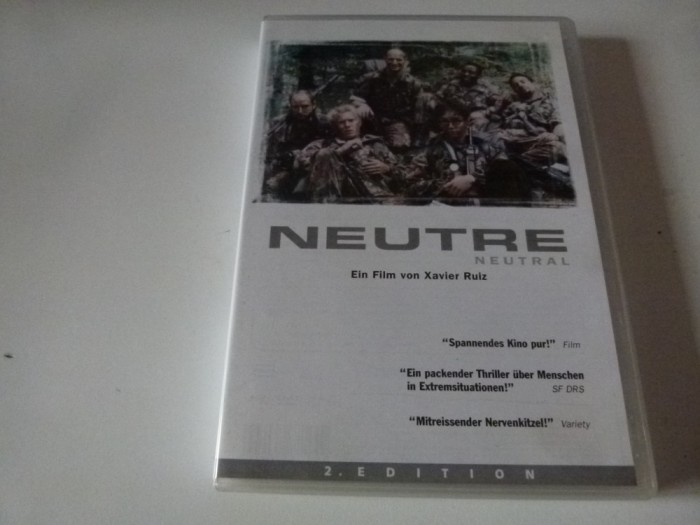 NEUTRE
NEUTRAL
Ein Film von Xavier Ruiz
“Spannendes Kino pur!” Film
“Ein packender Thriller über Menschen
in Extremsituationen!” SF DRS
“Mitreissender Nervenkitzel!” Variety
2. EDITION